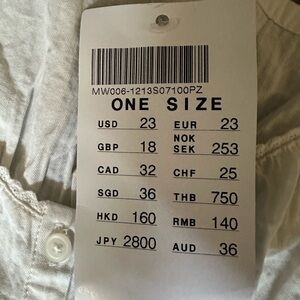 MW006-1213S07100PZ
ONE SIZE
USD 23 EUR 23
NOK
GBP 18 SEK 253
CAD 32 CHF 25
SGD 36 THB 750
HKD 160 RMB 140
JPY 2800 AUD 36